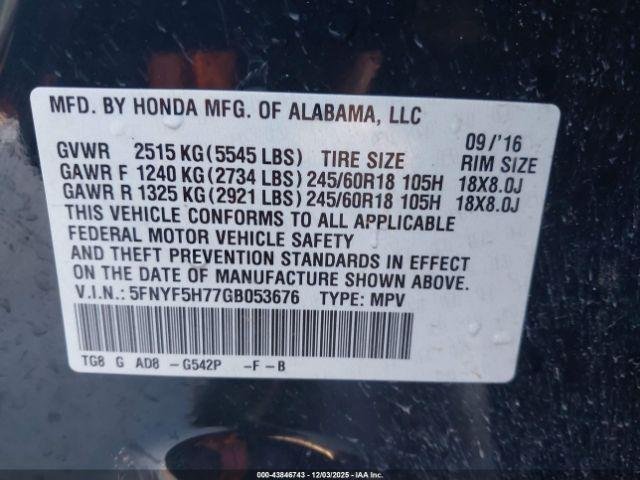 MFD. BY HONDA MFG. OF ALABAMA, LLC
09/'16
GVWR 2515 KG(5545 LBS) TIRE SIZE RIM SIZE
GAWR F 1240 KG(2734 LBS) 245/60R18 105H 18X8.0J
GAWR R 1325 KG(2921 LBS) 245/60R18 105H 18X8.0J
THIS VEHICLE CONFORMS TO ALL APPLICABLE
FEDERAL MOTOR VEHICLE SAFETY
AND THEFT PREVENTION STANDARDS IN EFFECT
ON THE DATE OF MANUFACTURE SHOWN ABOVE.
V.I.N.: 5FNYF5H77GB053676 TYPE: MPV
TG8 G AD8 -G542P -F-B
00-43846743 - 12/03/2025 - IAA Inc.